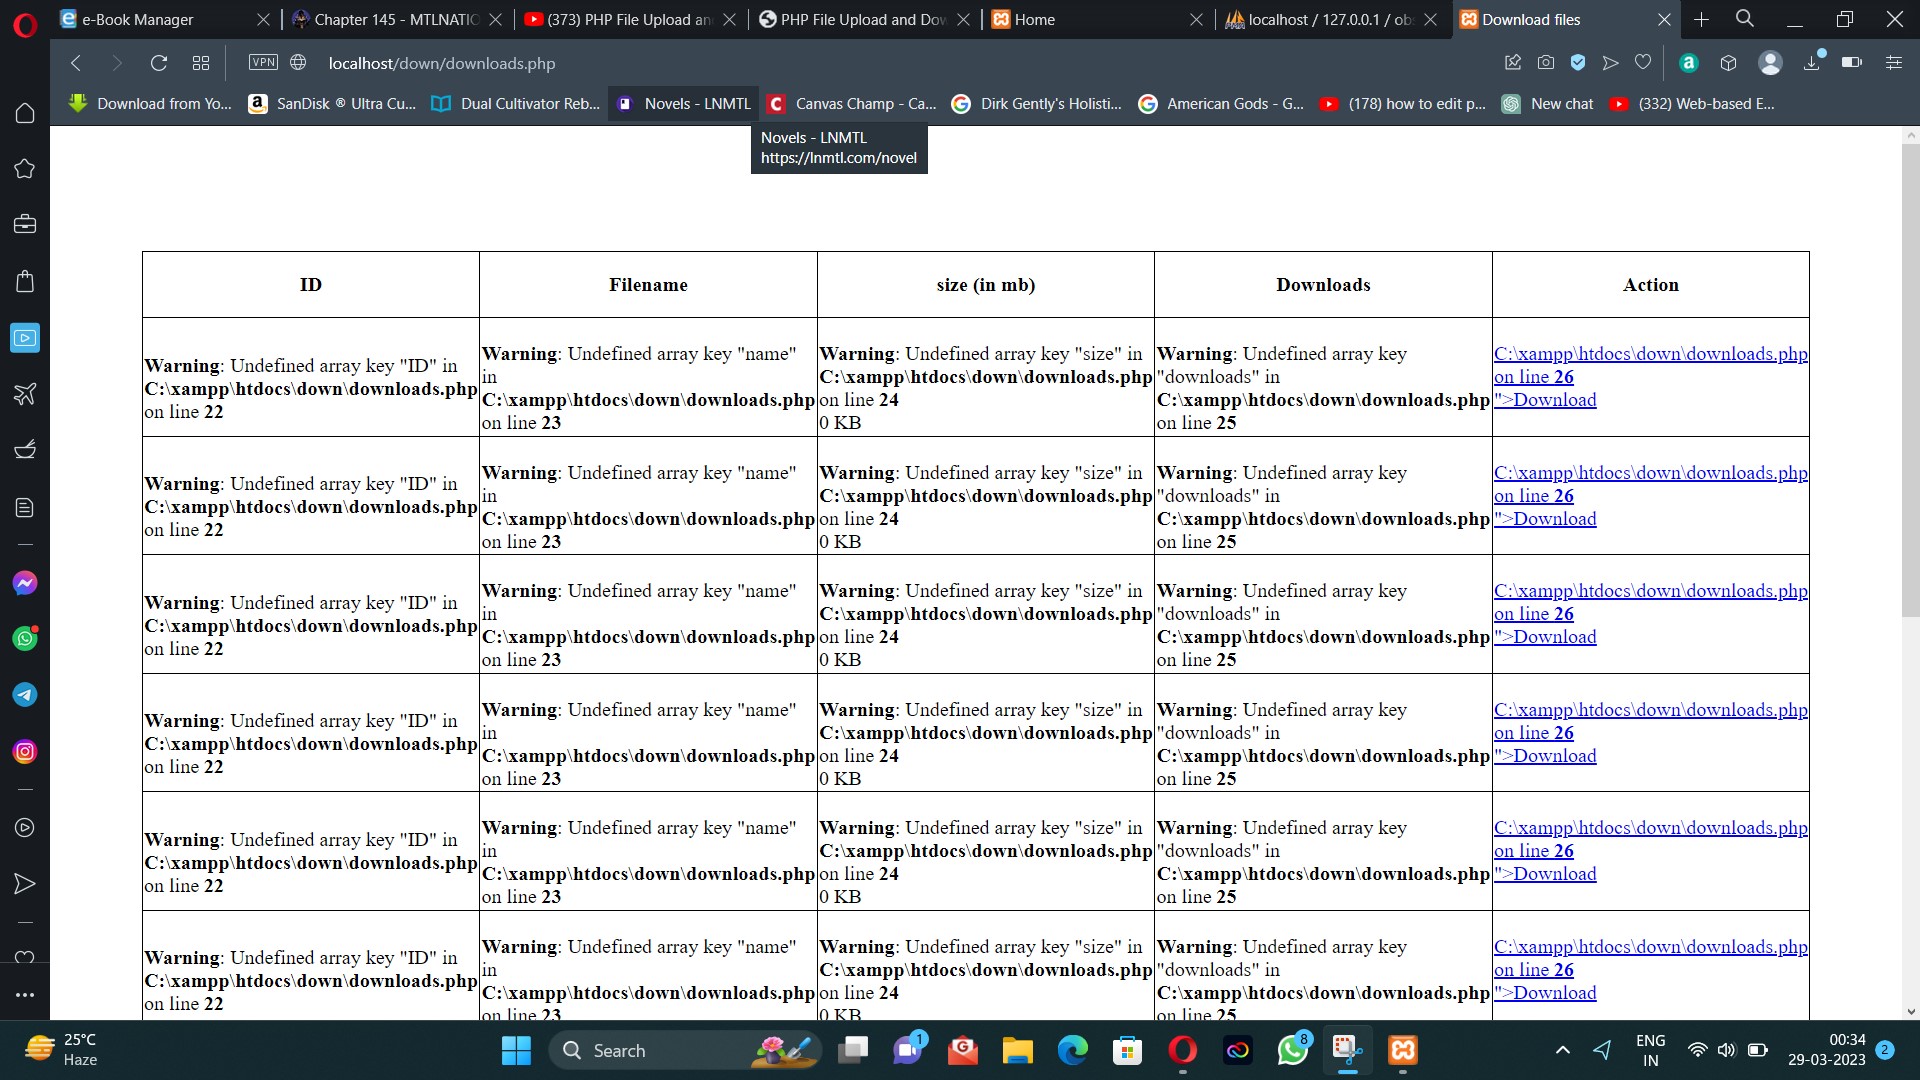 e-Book Manager
Chapter 145 - MTLNATIO
(373) PHP File Upload an
PHP File Upload and Dow
Home
localhost / 127.0.0.1 / ob
Download files
VPN
localhost/down/downloads.php
a
Download from Yo...
SanDisk ® Ultra Cu...
Dual Cultivator Reb...
Novels - LNMTL
Canvas Champ - Ca...
Dirk Gently's Holisti...
American Gods - G...
(178) how to edit p...
New chat
(332) Web-based E...
Novels - LNMTL
https://lnmtl.com/novel
ID
Filename
size (in mb)
Downloads
Action
Warning: Undefined array key "ID" in
C:\xampp\htdocs\down\downloads.php
on line 22
Warning: Undefined array key "name"
in
C:\xampp\htdocs\down\downloads.php
on line 23
Warning: Undefined array key "size" in
C:\xampp\htdocs\down\downloads.php
on line 24
0 KB
Warning: Undefined array key
"downloads" in
C:\xampp\htdocs\down\downloads.php
on line 25
C:\xampp\htdocs\down\downloads.php
on line 26
">Download
Warning: Undefined array key "ID" in
C:\xampp\htdocs\down\downloads.php
on line 22
Warning: Undefined array key "name"
in
C:\xampp\htdocs\down\downloads.php
on line 23
Warning: Undefined array key "size" in
C:\xampp\htdocs\down\downloads.php
on line 24
0 KB
Warning: Undefined array key
"downloads" in
C:\xampp\htdocs\down\downloads.php
on line 25
C:\xampp\htdocs\down\downloads.php
on line 26
">Download
Warning: Undefined array key "ID" in
C:\xampp\htdocs\down\downloads.php
on line 22
Warning: Undefined array key "name"
in
C:\xampp\htdocs\down\downloads.php
on line 23
Warning: Undefined array key "size" in
C:\xampp\htdocs\down\downloads.php
on line 24
0 KB
Warning: Undefined array key
"downloads" in
C:\xampp\htdocs\down\downloads.php
on line 25
C:\xampp\htdocs\down\downloads.php
on line 26
">Download
Warning: Undefined array key "ID" in
C:\xampp\htdocs\down\downloads.php
on line 22
Warning: Undefined array key "name"
in
C:\xampp\htdocs\down\downloads.php
on line 23
Warning: Undefined array key "size" in
C:\xampp\htdocs\down\downloads.php
on line 24
0 KB
Warning: Undefined array key
"downloads" in
C:\xampp\htdocs\down\downloads.php
on line 25
C:\xampp\htdocs\down\downloads.php
on line 26
">Download
Warning: Undefined array key "ID" in
C:\xampp\htdocs\down\downloads.php
on line 22
Warning: Undefined array key "name"
in
C:\xampp\htdocs\down\downloads.php
on line 23
Warning: Undefined array key "size" in
C:\xampp\htdocs\down\downloads.php
on line 24
0 KB
Warning: Undefined array key
"downloads" in
C:\xampp\htdocs\down\downloads.php
on line 25
C:\xampp\htdocs\down\downloads.php
on line 26
">Download
Warning: Undefined array key "ID" in
C:\xampp\htdocs\down\downloads.php
on line 22
Warning: Undefined array key "name"
in
C:\xampp\htdocs\down\downloads.php
on line 23
Warning: Undefined array key "size" in
C:\xampp\htdocs\down\downloads.php
on line 24
0 KB
Warning: Undefined array key
"downloads" in
C:\xampp\htdocs\down\downloads.php
on line 25
C:\xampp\htdocs\down\downloads.php
on line 26
">Download
25°C
Haze
Search
1
8
ENG
IN
00:34
29-03-2023
2